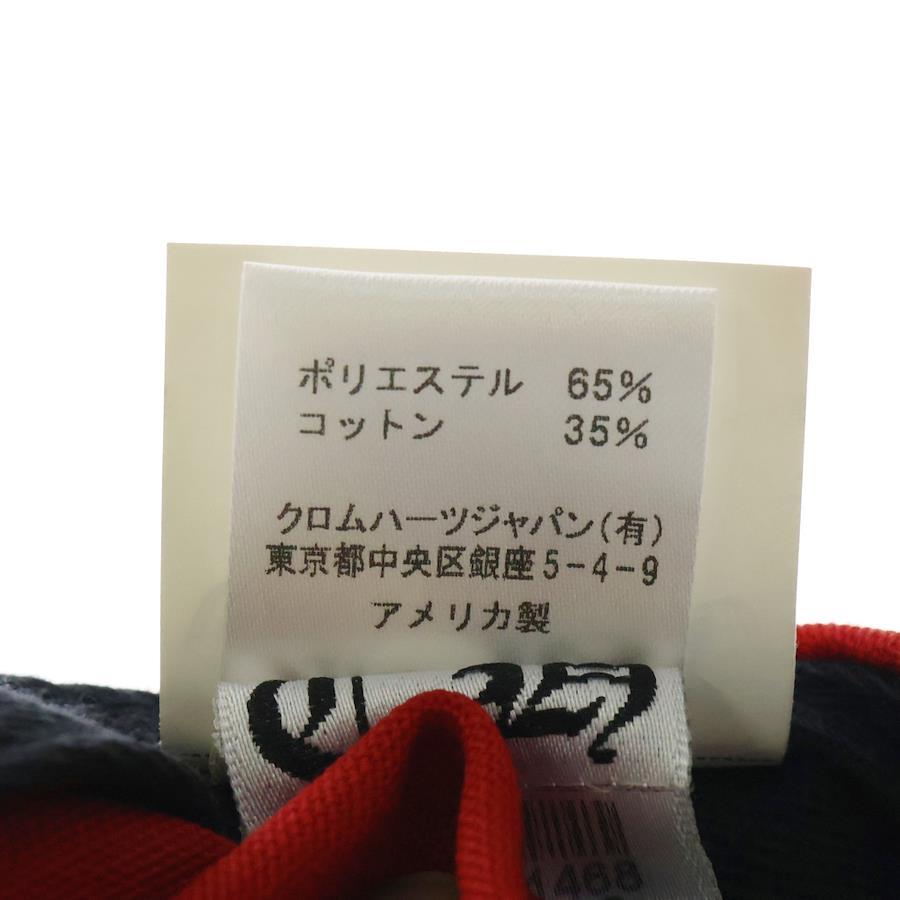 ポリエステル 65%
コットン 35%
クロムハーツジャパン(有)
東京都中央区銀座5-4-9
アメリカ製
1468